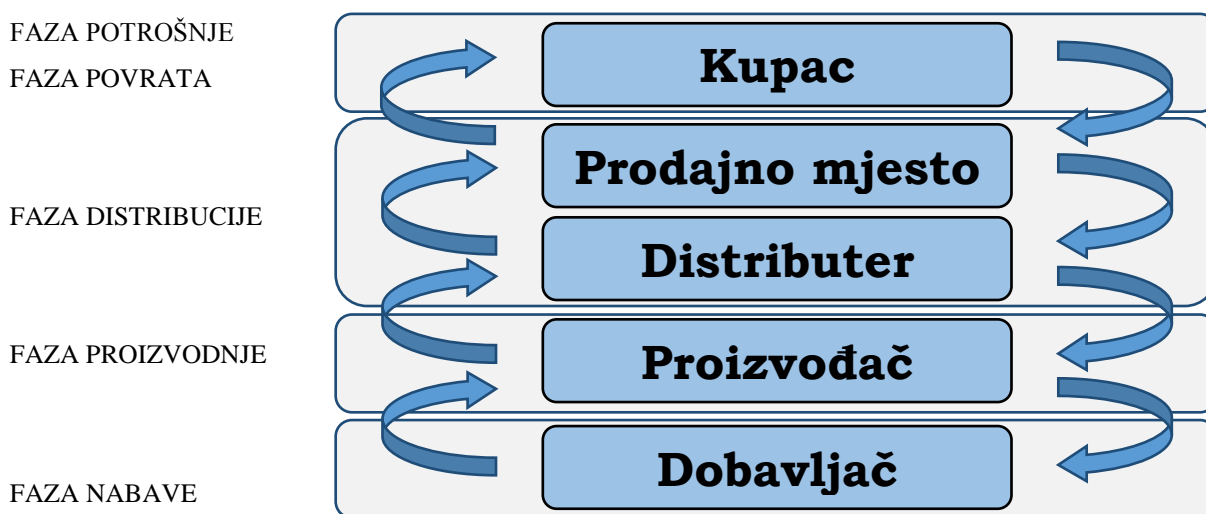 FAZA POTROŠNJE
FAZA POVRATA
Kupac
Prodajno mjesto
FAZA DISTRIBUCIJE
Distributer
FAZA PROIZVODNJE
Proizvođač
Dobavljač
FAZA NABAVE